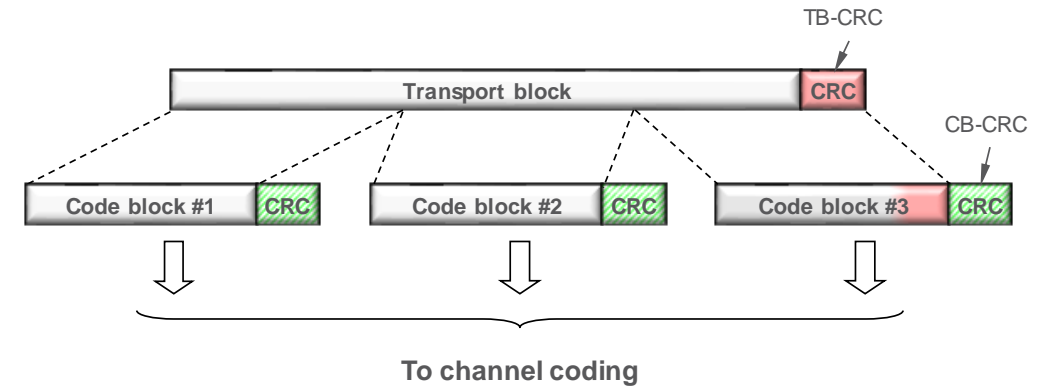 TB-CRC
Transport block CRC
CB-CRC
Code block #1 CRC Code block #2 CRC Code block #3 CRC
To channel coding